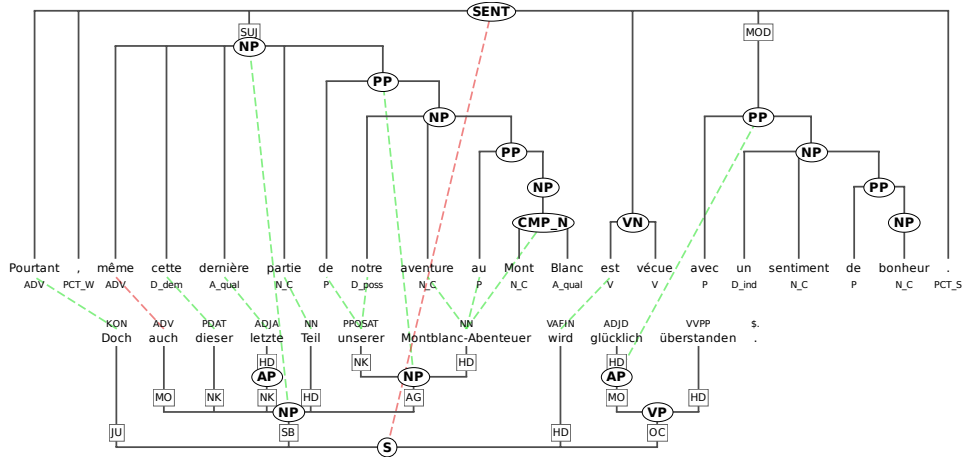 SENT
SUJ MOD
NP
PP
NP PP
PP NP
NP PP
CMP_N VN NP
Pourtant , même cette dernière partie de notre aventure au Mont Blanc est vécue avec un sentiment de bonheur .
ADV PCT_W ADV D_dem A_qual N_C P D_poss N_C P N_C A_qual V V P D_ind N_C P N_C PCT_S
KON ADV PDAT ADJA NN PPOSAT NN VAFIN ADJD VVPP $.
Doch auch dieser letzte Teil unserer Montblanc-Abenteuer wird glücklich überstanden .
HD NK HD HD
AP NP AP
MO NK NK HD AG MO HD
NP VP
JU SB HD OC
S